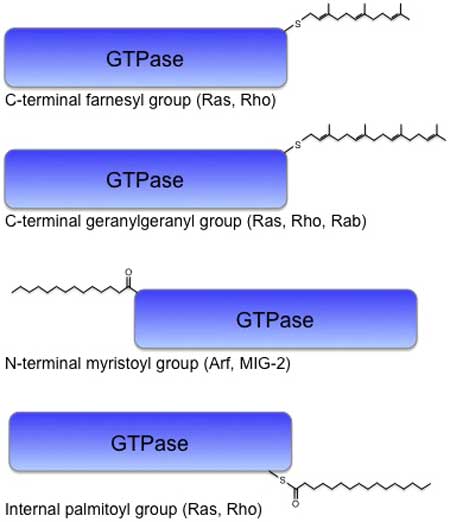 S
GTPase
C-terminal farnesyl group (Ras, Rho)
S
GTPase
C-terminal geranylgeranyl group (Ras, Rho, Rab)
O
GTPase
N-terminal myristoyl group (Arf, MIG-2)
GTPase
S
O
Internal palmitoyl group (Ras, Rho)